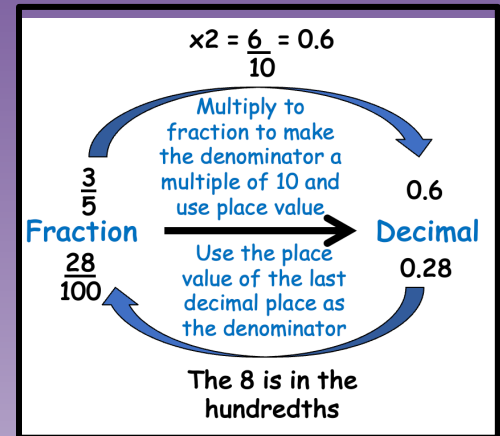 x2 = 6 = 0.6
10
Multiply to
fraction to make
the denominator a
multiple of 10 and
use place value
3
5
0.6
Fraction
Decimal
28
100
0.28
Use the place
value of the last
decimal place as
the denominator
The 8 is in the
hundredths